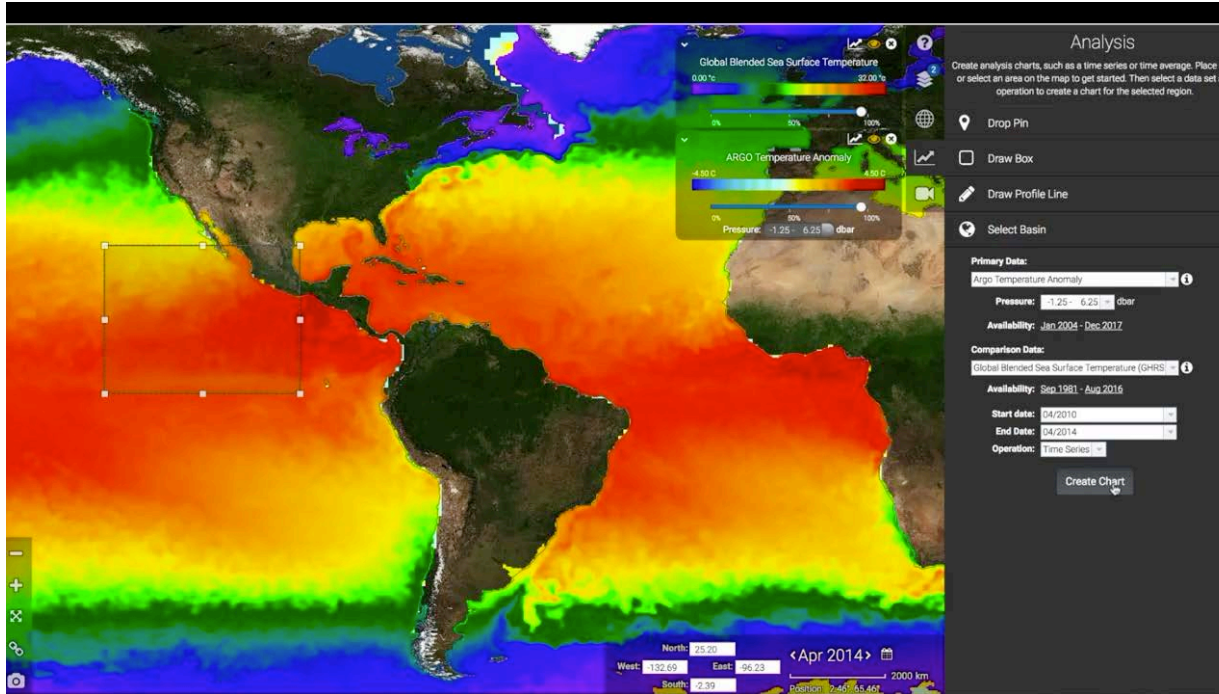 Global Blended Sea Surface Temperature
0.00 °c 32.00 °c
0% 50% 100%
ARGO Temperature Anomaly
-4.50 C 4.50 C
0% 50% 100%
Pressure: -1.25 - 6.25 dbar
?
2
Analysis
Create analysis charts, such as a time series or time average. Place
or select an area on the map to get started. Then select a data set
operation to create a chart for the selected region.
Drop Pin
Draw Box
Draw Profile Line
Select Basin
Primary Data:
Argo Temperature Anomaly
Pressure: -1.25 - 6.25 dbar
Availability: Jan 2004 - Dec 2017
Comparison Data:
Global Blended Sea Surface Temperature (GHRS
Availability: Sep 1981 - Aug 2016
Start date: 04/2010
End Date: 04/2014
Operation: Time Series
Create Chart
North: 25.20
West: -132.69 East: -96.23
South: -2.39
<Apr 2014>
2000 km
Position